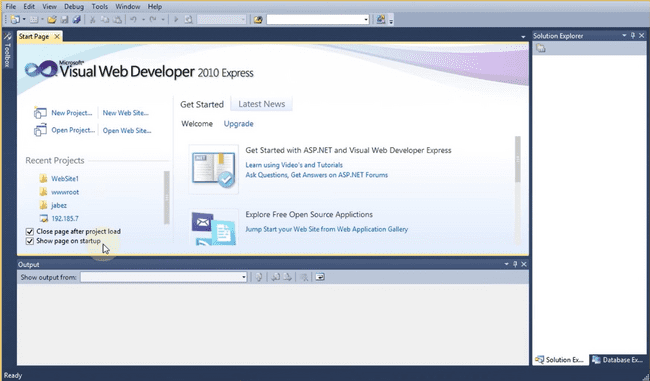 File Edit View Debug Tools Window Help
Start Page
Solution Explorer
Toolbox
Microsoft®
Visual Web Developer 2010 Express
New Project... New Web Site...
Open Project... Open Web Site...
Recent Projects
WebSite1
wwwroot
jabez
192.185.7
Close page after project load
Show page on startup
Get Started Latest News
Welcome Upgrade
Get Started with ASP.NET and Visual Web Developer Express
Learn using Video's and Tutorials
Ask Questions, Get Answers on ASP.NET Forums
Explore Free Open Source Applications
Jump Start your Web Site from Web Application Gallery
Output
Show output from:
Solution Ex... Database Ex...
Ready